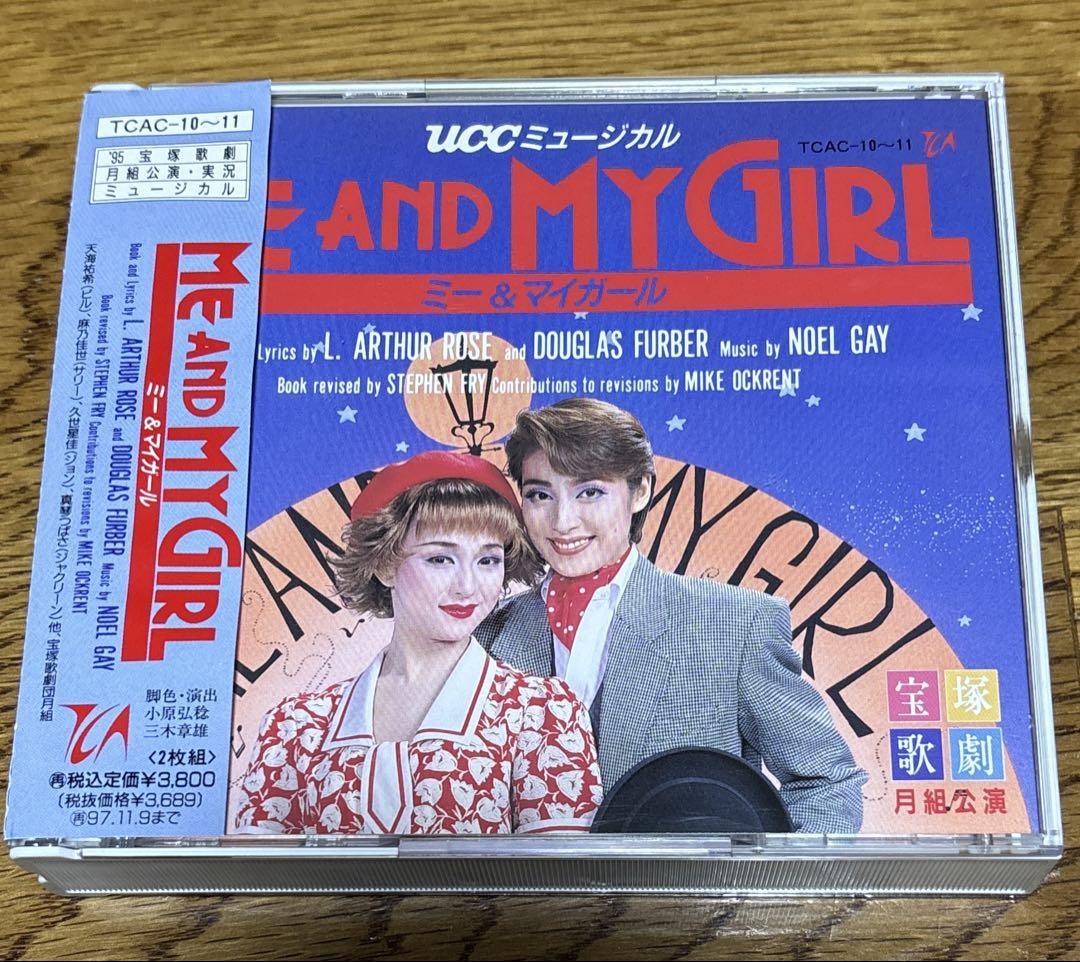 TCAC-10〜11
'95 宝塚歌劇
月組公演・実況
ミュージカル
ME AND MY GIRL
ミー&マイガール
Book and Lyrics by L. ARTHUR ROSE and DOUGLAS FURBER Music by NOEL GAY
Book revised by STEPHEN FRY Contributions to revisions by MIKE OCKRENT
天海祐希(ビル)、麻乃佳世(サリー)、久世星佳(ジョン)、真琴つばさ(ジャクリーン)他、宝塚歌劇団月組
TCA
脚色・演出
小原弘稔
三木章雄
〈2枚組〉
再税込定価¥3,800
(税抜価格¥3,689)
再97.11.9まで
UCCミュージカル
TCAC-10〜11 TCA
E AND MY GIRL
ミー&マイガール
Lyrics by L. ARTHUR ROSE and DOUGLAS FURBER Music by NOEL GAY
Book revised by STEPHEN FRY Contributions to revisions by MIKE OCKRENT
E AN MY GIRL
宝塚
歌劇
月組公演